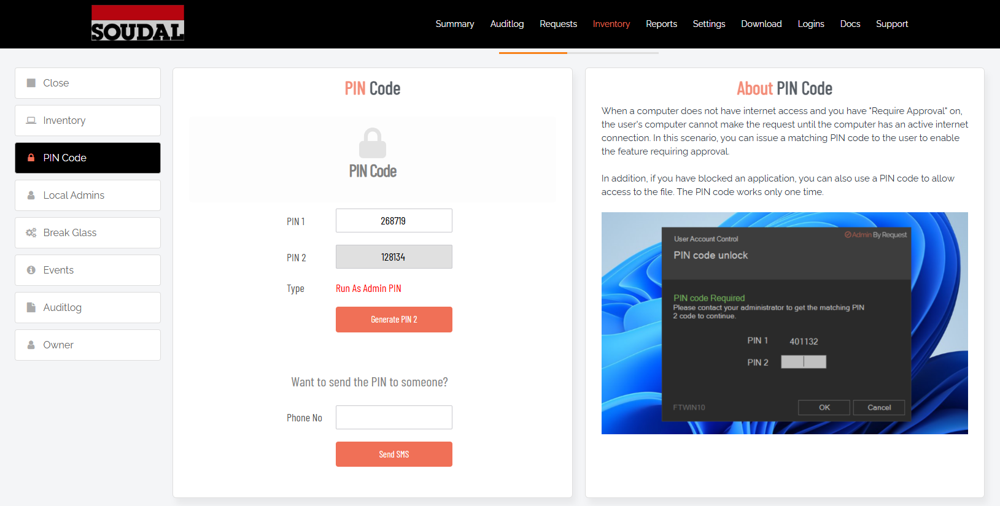 SOUDAL
Summary Auditlog Requests Inventory Reports Settings Download Logins Docs Support
Close
Inventory
PIN Code
Local Admins
Break Glass
Events
Auditlog
Owner
PIN Code
PIN Code
PIN 1 268719
PIN 2 128134
Type Run As Admin PIN
Generate PIN 2
Want to send the PIN to someone?
Phone No
Send SMS
About PIN Code
When a computer does not have internet access and you have "Require Approval" on,
the user's computer cannot make the request until the computer has an active internet
connection. In this scenario, you can issue a matching PIN code to the user to enable
the feature requiring approval.
In addition, if you have blocked an application, you can also use a PIN code to allow
access to the file. The PIN code works only one time.
User Account Control Admin By Request
PIN code unlock
PIN code Required
Please contact your administrator to get the matching PIN
2 code to continue.
PIN 1 401132
PIN 2
FTWIN10 OK Cancel